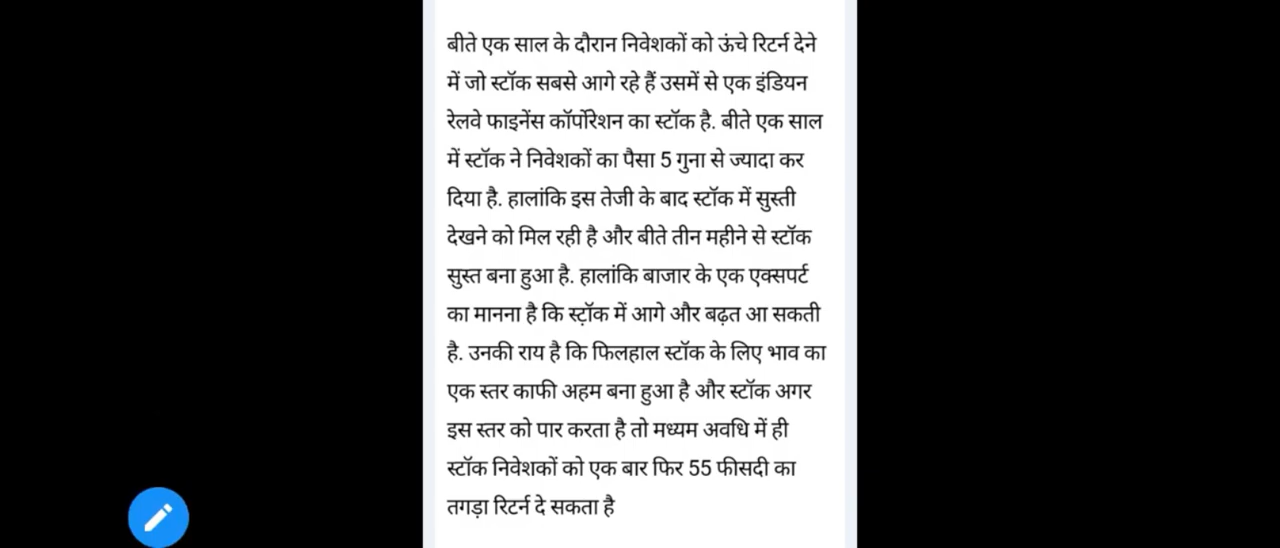 बीते एक साल के दौरान निवेशकों को ऊंचे रिटर्न देने
में जो स्टॉक सबसे आगे रहे हैं उसमें से एक इंडियन
रेलवे फाइनेंस कॉर्पोरेशन का स्टॉक है. बीते एक साल
में स्टॉक ने निवेशकों का पैसा 5 गुना से ज्यादा कर
दिया है. हालांकि इस तेजी के बाद स्टॉक में सुस्ती
देखने को मिल रही है और बीते तीन महीने से स्टॉक
सुस्त बना हुआ है. हालांकि बाजार के एक एक्सपर्ट
का मानना है कि स्ट़ॉक में आगे और बढ़त आ सकती
है. उनकी राय है कि फिलहाल स्टॉक के लिए भाव का
एक स्तर काफी अहम बना हुआ है और स्टॉक अगर
इस स्तर को पार करता है तो मध्यम अवधि में ही
स्टॉक निवेशकों को एक बार फिर 55 फीसदी का
तगड़ा रिटर्न दे सकता है